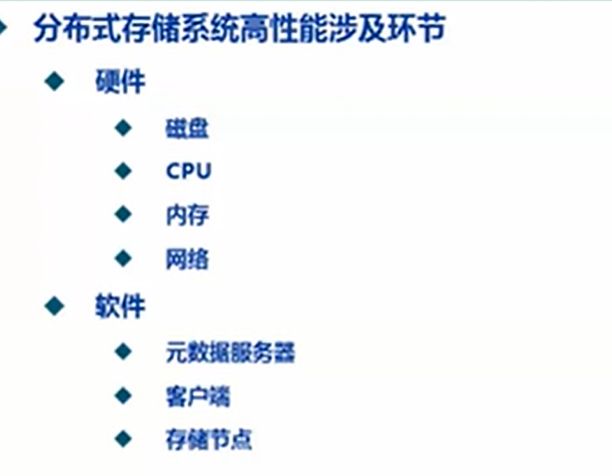 分布式存储系统高性能涉及环节
硬件
磁盘
CPU
内存
网络
软件
元数据服务器
客户端
存储节点